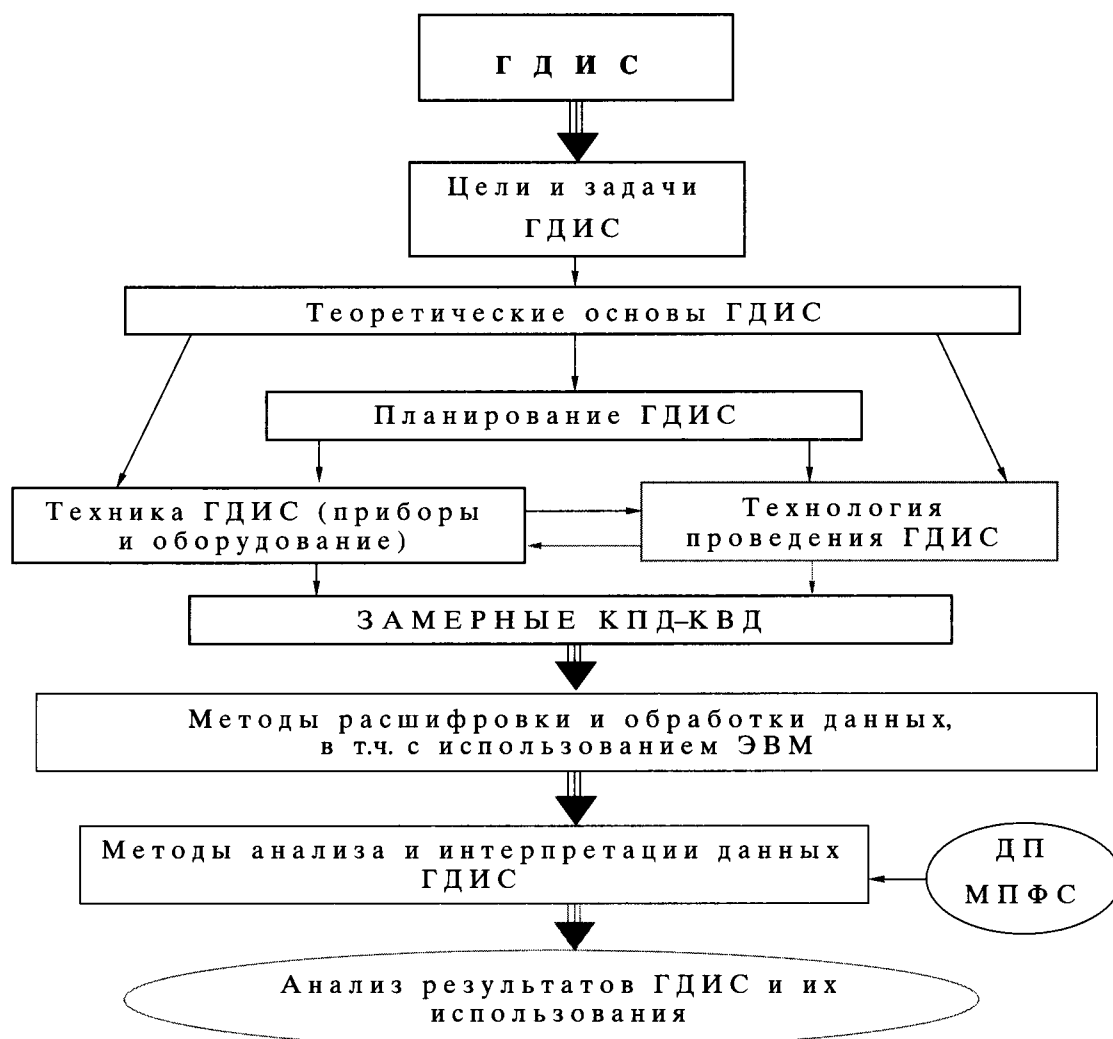 ГДИС
Цели и задачи
ГДИС
Теоретические основы ГДИС
Планирование ГДИС
Техника ГДИС (приборы
и оборудование)
Технология
проведения ГДИС
ЗАМЕРНЫЕ КПД–КВД
Методы расшифровки и обработки данных,
в т.ч. с использованием ЭВМ
Методы анализа и интерпретации данных
ГДИС
ДП
МПФС
Анализ результатов ГДИС и их
использования